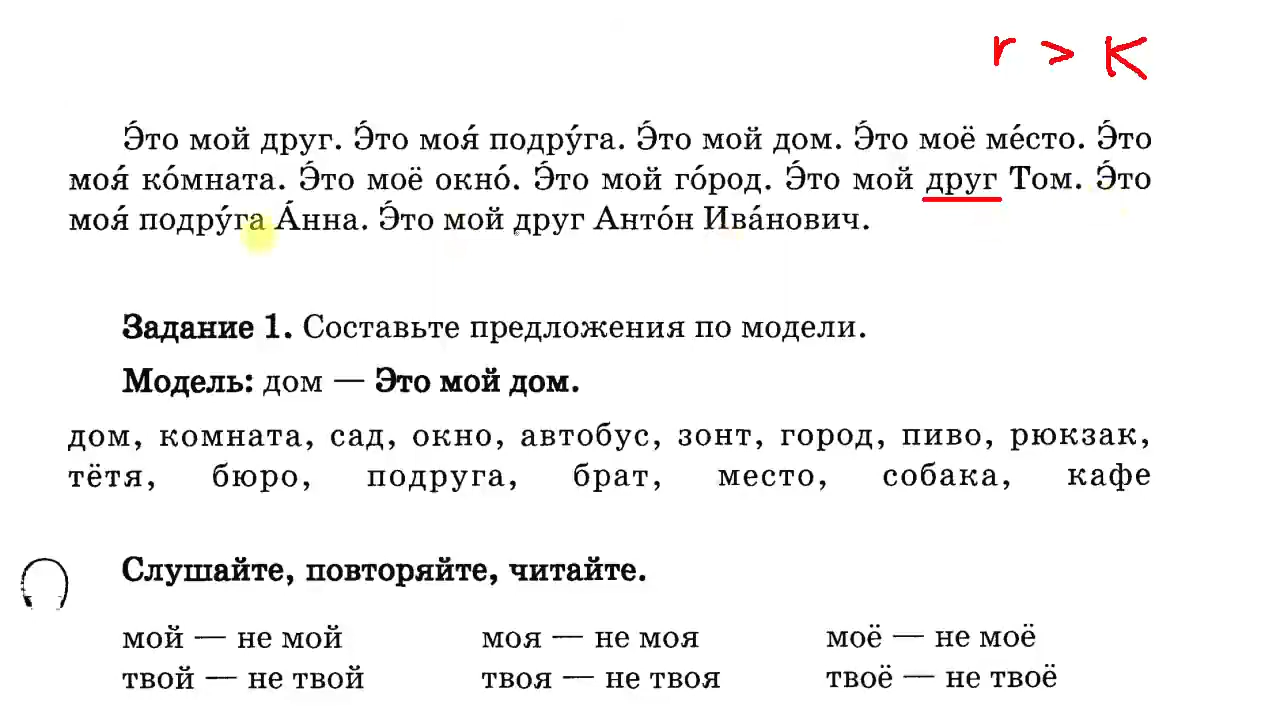 г > К
Э́то мой друг. Э́то моя́ подру́га. Э́то мой дом. Э́то моё ме́сто. Э́то
моя́ ко́мната. Э́то моё окно́. Э́то мой го́род. Э́то мой друг Том. Э́то
моя́ подру́га А́нна. Э́то мой друг Анто́н Ива́нович.
Задание 1. Составьте предложения по модели.
Модель: дом — Это мой дом.
дом, комната, сад, окно, автобус, зонт, город, пиво, рюкзак,
тётя, бюро, подруга, брат, место, собака, кафе
Слушайте, повторяйте, читайте.
мой — не мой моя — не моя моё — не моё
твой — не твой твоя — не твоя твоё — не твоё